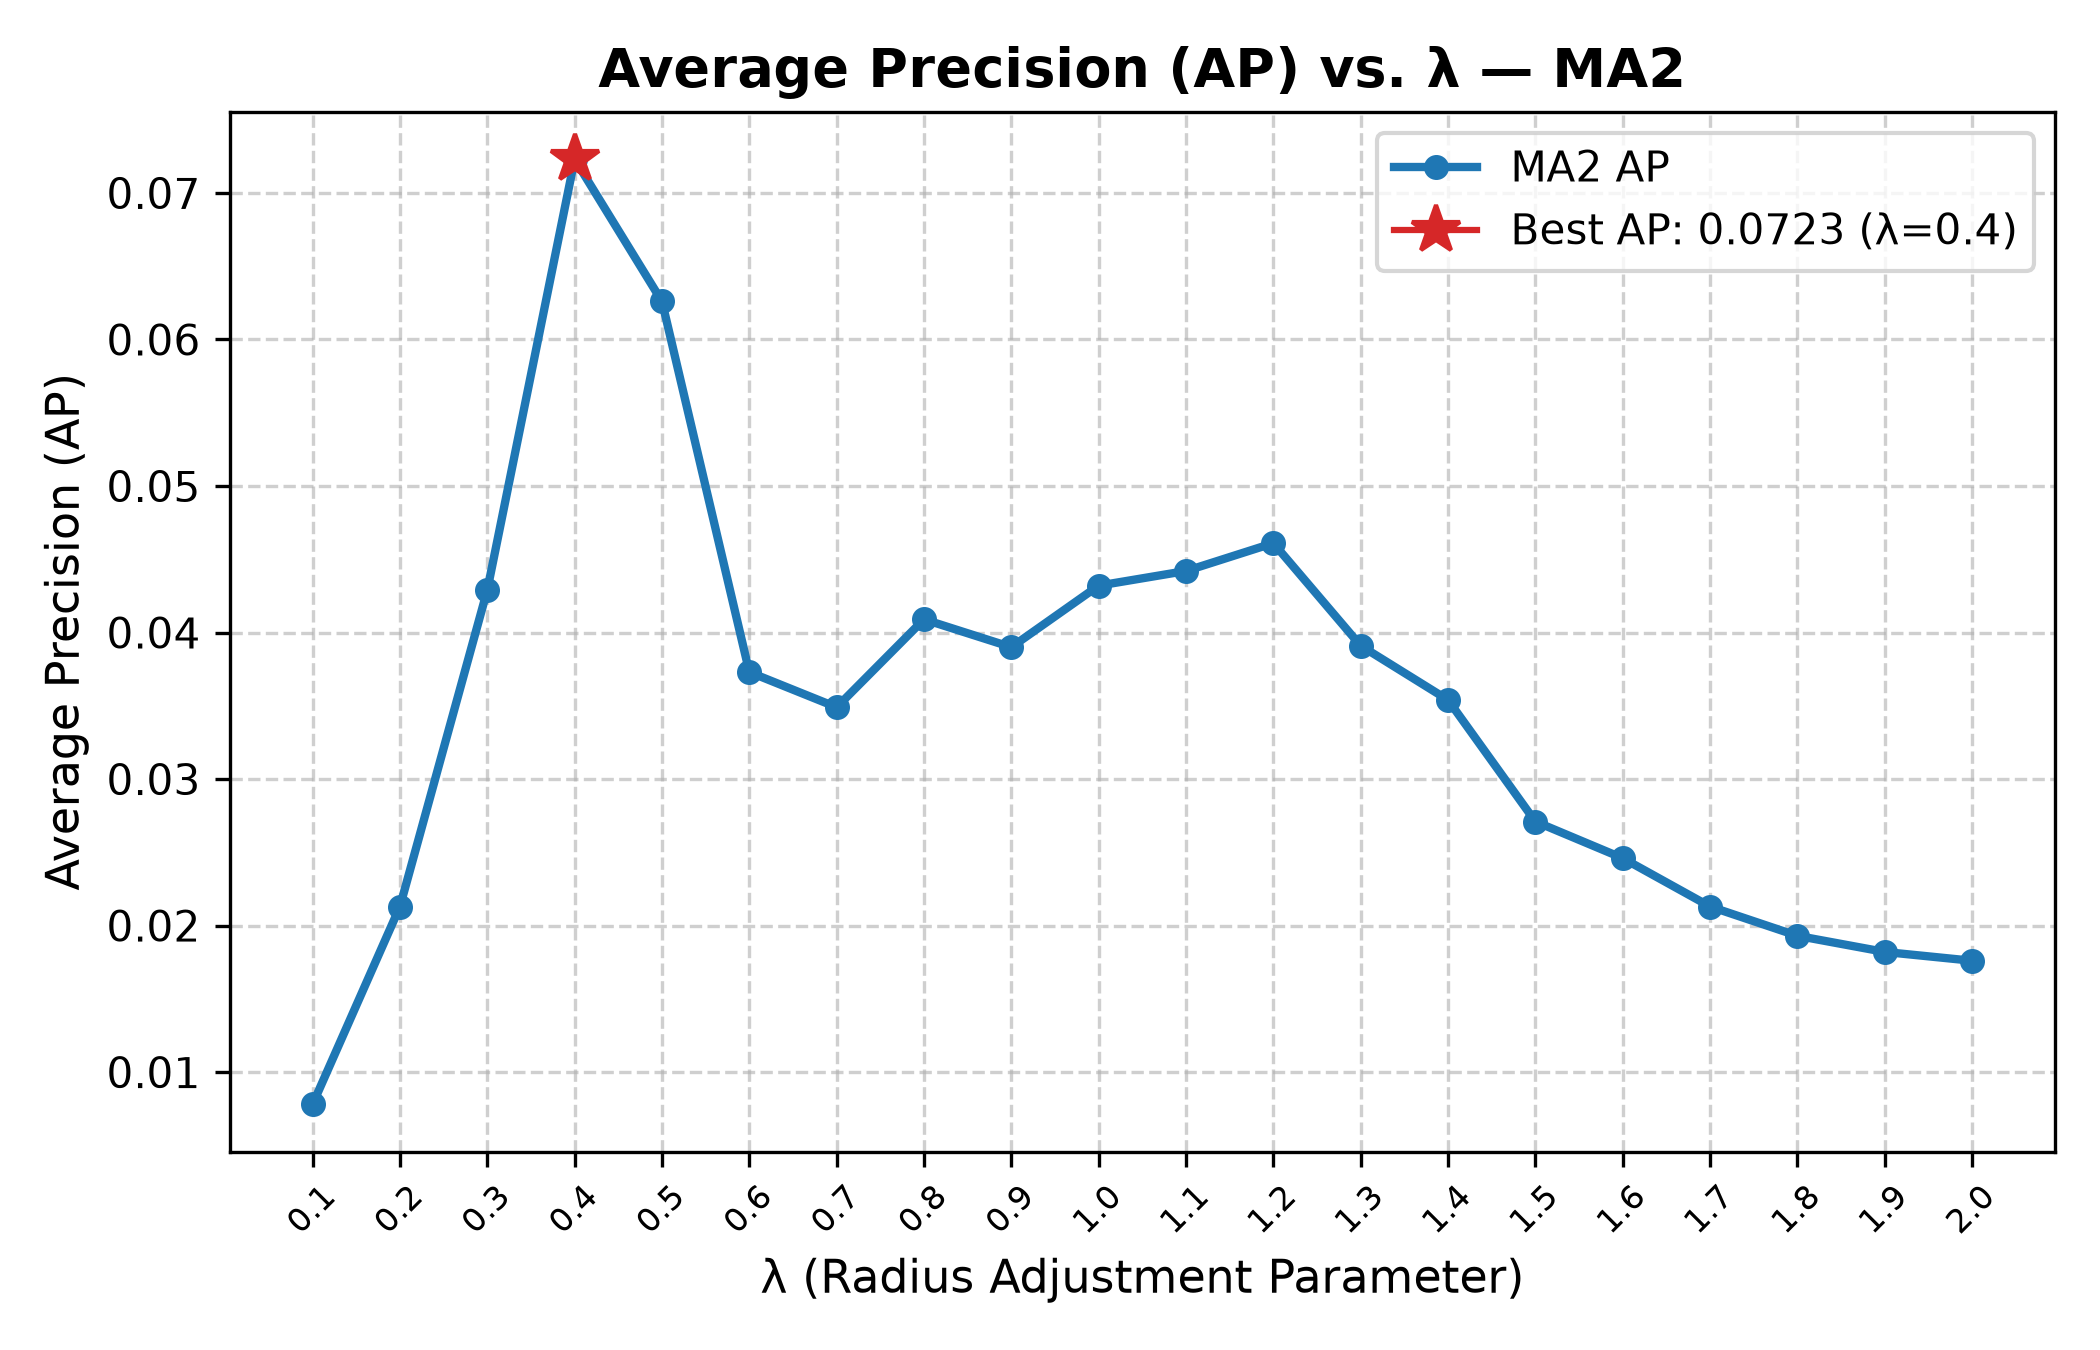 Average Precision (AP) vs. λ — MA2
MA2 AP
Best AP: 0.0723 (λ=0.4)
Average Precision (AP)
0.07
0.06
0.05
0.04
0.03
0.02
0.01
0.1 0.2 0.3 0.4 0.5 0.6 0.7 0.8 0.9 1.0 1.1 1.2 1.3 1.4 1.5 1.6 1.7 1.8 1.9 2.0
λ (Radius Adjustment Parameter)